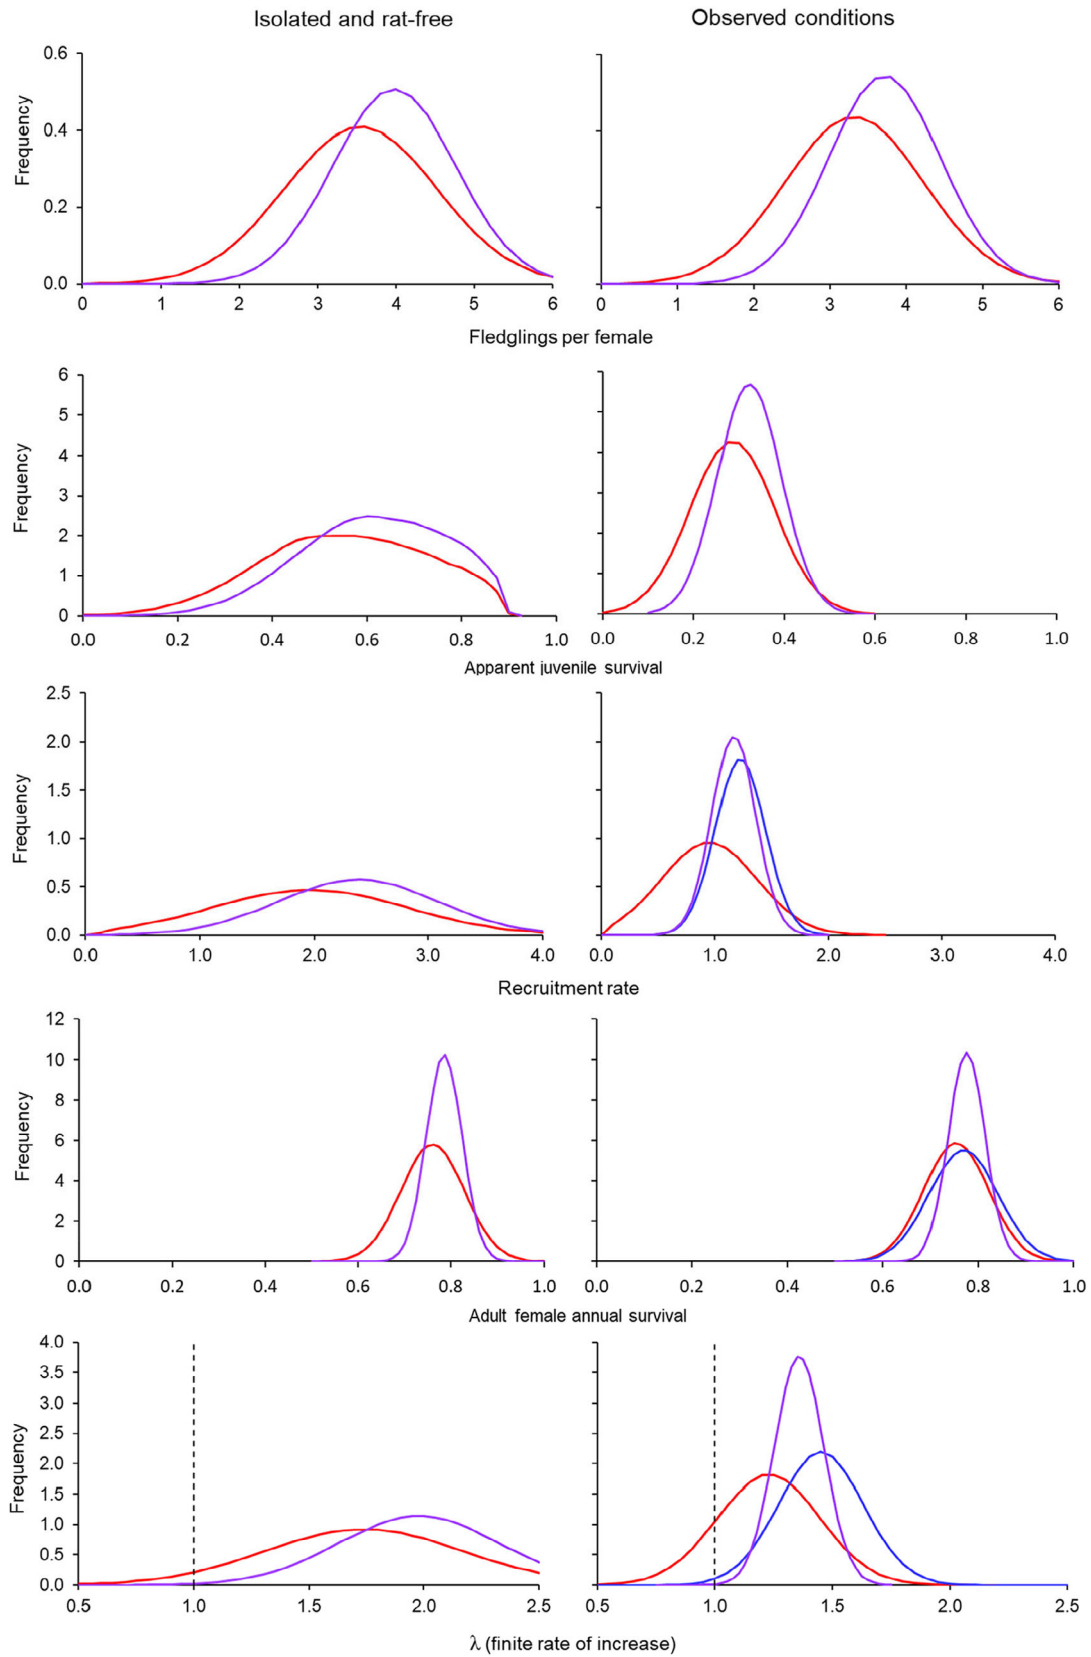 Isolated and rat-free
Observed conditions
Frequency
0.6
0.4
0.2
0.0
0 1 2 3 4 5 6
0 1 2 3 4 5 6
Fledglings per female
Frequency
6
5
4
3
2
1
0
0.0 0.2 0.4 0.6 0.8 1.0
0.0 0.2 0.4 0.6 0.8 1.0
Apparent juvenile survival
Frequency
2.5
2.0
1.5
1.0
0.5
0.0
0.0 1.0 2.0 3.0 4.0
0.0 1.0 2.0 3.0 4.0
Recruitment rate
Frequency
12
10
8
6
4
2
0
0.0 0.2 0.4 0.6 0.8 1.0
0.0 0.2 0.4 0.6 0.8 1.0
Adult female annual survival
Frequency
4.0
3.5
3.0
2.5
2.0
1.5
1.0
0.5
0.0
0.5 1.0 1.5 2.0 2.5
0.5 1.0 1.5 2.0 2.5
λ (finite rate of increase)